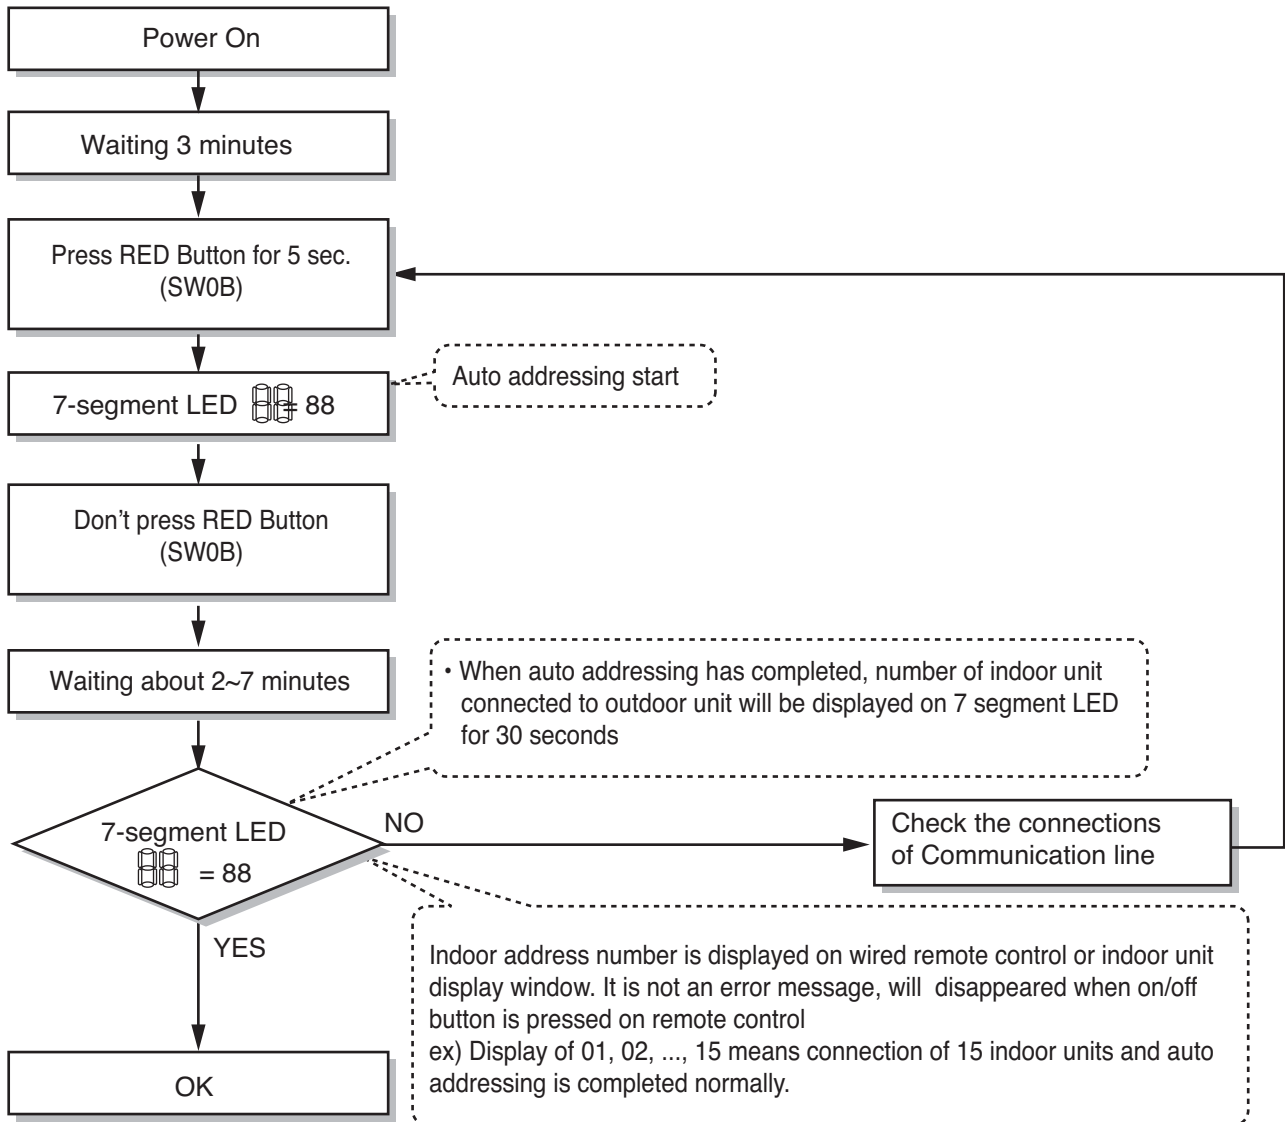 Power On
Waiting 3 minutes
Press RED Button for 5 sec.
(SW0B)
Auto addressing start
7-segment LED 88 = 88
Don't press RED Button
(SW0B)
Waiting about 2~7 minutes
• When auto addressing has completed, number of indoor unit
connected to outdoor unit will be displayed on 7 segment LED
for 30 seconds
7-segment LED
88 = 88
NO
Check the connections
of Communication line
YES
Indoor address number is displayed on wired remote control or indoor unit
display window. It is not an error message, will disappeared when on/off
button is pressed on remote control
ex) Display of 01, 02, ..., 15 means connection of 15 indoor units and auto
addressing is completed normally.
OK